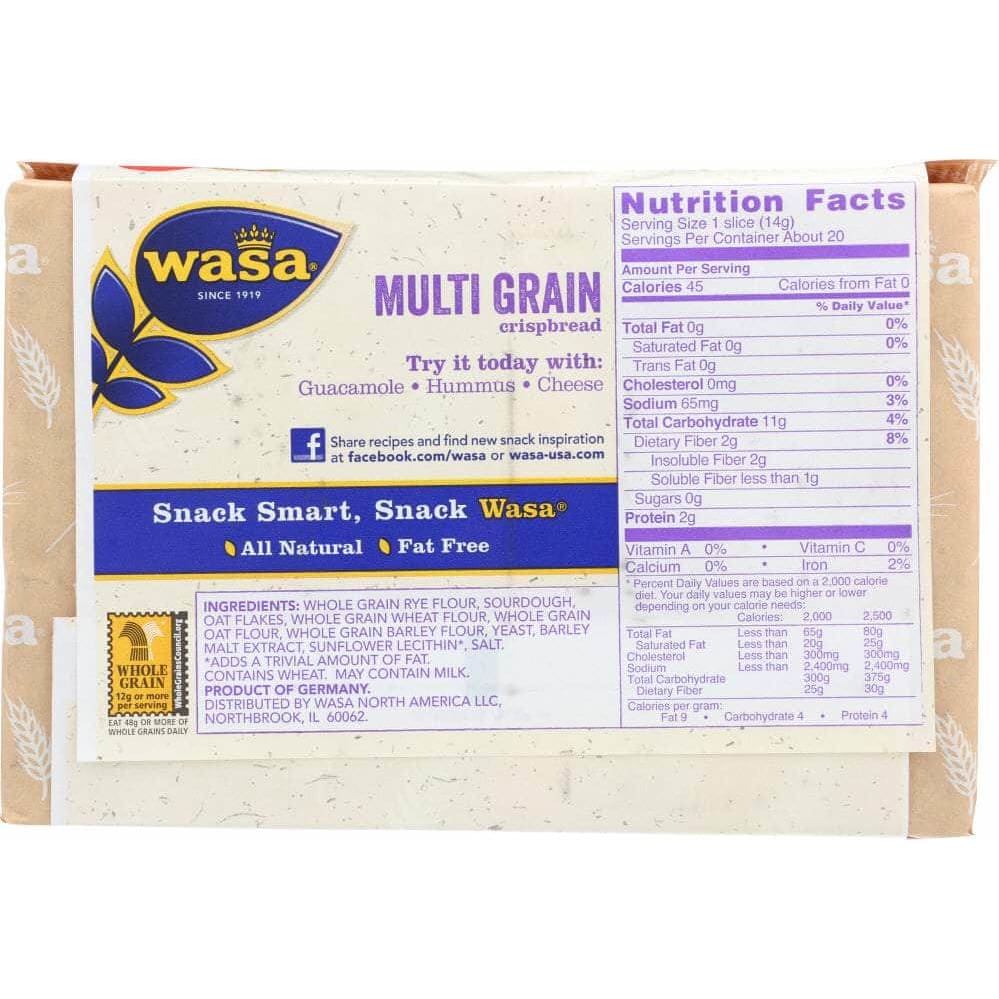 wasa®
SINCE 1919
MULTI GRAIN
crispbread
Try it today with:
Guacamole • Hummus • Cheese
f Share recipes and find new snack inspiration
at facebook.com/wasa or wasa-usa.com
Snack Smart, Snack Wasa®
All Natural Fat Free
WHOLE
GRAIN
12g or more
per serving
WholeGrainsCouncil.org
EAT 48g OR MORE OF
WHOLE GRAINS DAILY
INGREDIENTS: WHOLE GRAIN RYE FLOUR, SOURDOUGH,
OAT FLAKES, WHOLE GRAIN WHEAT FLOUR, WHOLE GRAIN
OAT FLOUR, WHOLE GRAIN BARLEY FLOUR, YEAST, BARLEY
MALT EXTRACT, SUNFLOWER LECITHIN*, SALT.
*ADDS A TRIVIAL AMOUNT OF FAT.
CONTAINS WHEAT. MAY CONTAIN MILK.
PRODUCT OF GERMANY.
DISTRIBUTED BY WASA NORTH AMERICA LLC,
NORTHBROOK, IL 60062.
Nutrition Facts
Serving Size 1 slice (14g)
Servings Per Container About 20
Amount Per Serving
Calories 45 Calories from Fat 0
% Daily Value*
Total Fat 0g 0%
Saturated Fat 0g 0%
Trans Fat 0g
Cholesterol 0mg 0%
Sodium 65mg 3%
Total Carbohydrate 11g 4%
Dietary Fiber 2g 8%
Insoluble Fiber 2g
Soluble Fiber less than 1g
Sugars 0g
Protein 2g
Vitamin A 0% • Vitamin C 0%
Calcium 0% • Iron 2%
* Percent Daily Values are based on a 2,000 calorie
diet. Your daily values may be higher or lower
depending on your calorie needs:
Calories: 2,000 2,500
Total Fat Less than 65g 80g
Saturated Fat Less than 20g 25g
Cholesterol Less than 300mg 300mg
Sodium Less than 2,400mg 2,400mg
Total Carbohydrate 300g 375g
Dietary Fiber 25g 30g
Calories per gram:
Fat 9 • Carbohydrate 4 • Protein 4